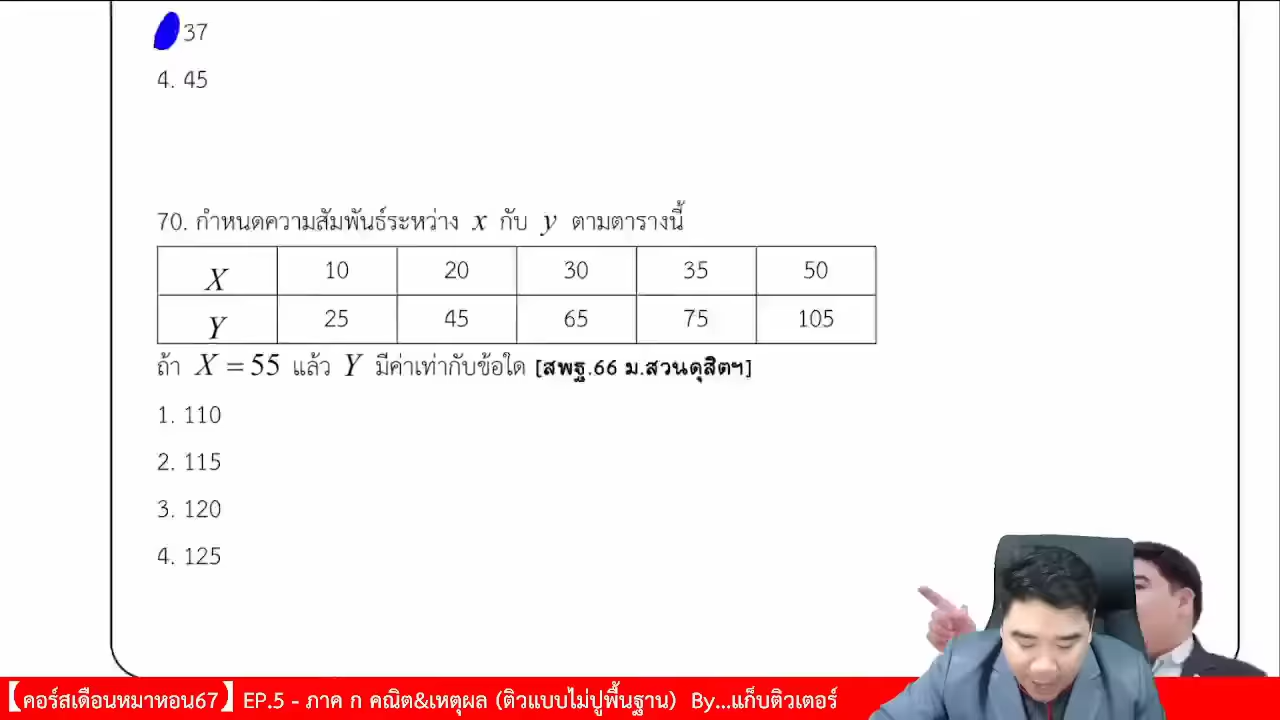 37
4. 45
70. กำหนดความสัมพันธ์ระหว่าง x กับ y ตามตารางนี้
X 10 20 30 35 50
Y 25 45 65 75 105
ถ้า X = 55 แล้ว Y มีค่าเท่ากับข้อใด [สพฐ.66 ม.สวนดุสิตฯ]
1. 110
2. 115
3. 120
4. 125
【คอร์สเดือนหมาหอน67】EP.5 - ภาค ก คณิต&เหตุผล (ติวแบบไม่ปูพื้นฐาน) By...แก็บติวเตอร์